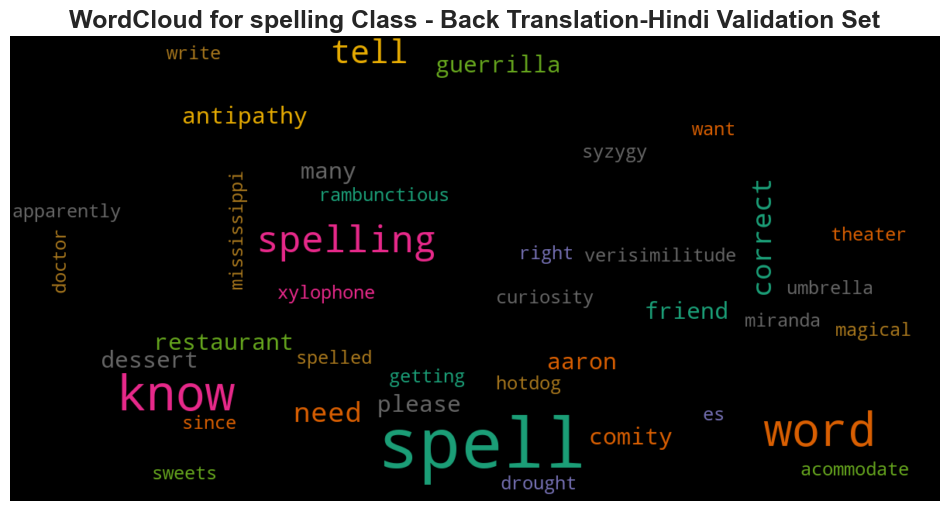 WordCloud for spelling Class - Back Translation-Hindi Validation Set
write
tell
guerrilla
antipathy
want
syzygy
many
rambunctious
apparently
mississippi
correct
doctor
spelling
theater
right
verisimilitude
umbrella
xylophone
curiosity
friend
miranda
magical
restaurant
dessert
spelled
aaron
getting
hotdog
know
please
need
since
es
word
spell
comity
sweets
acommodate
drought